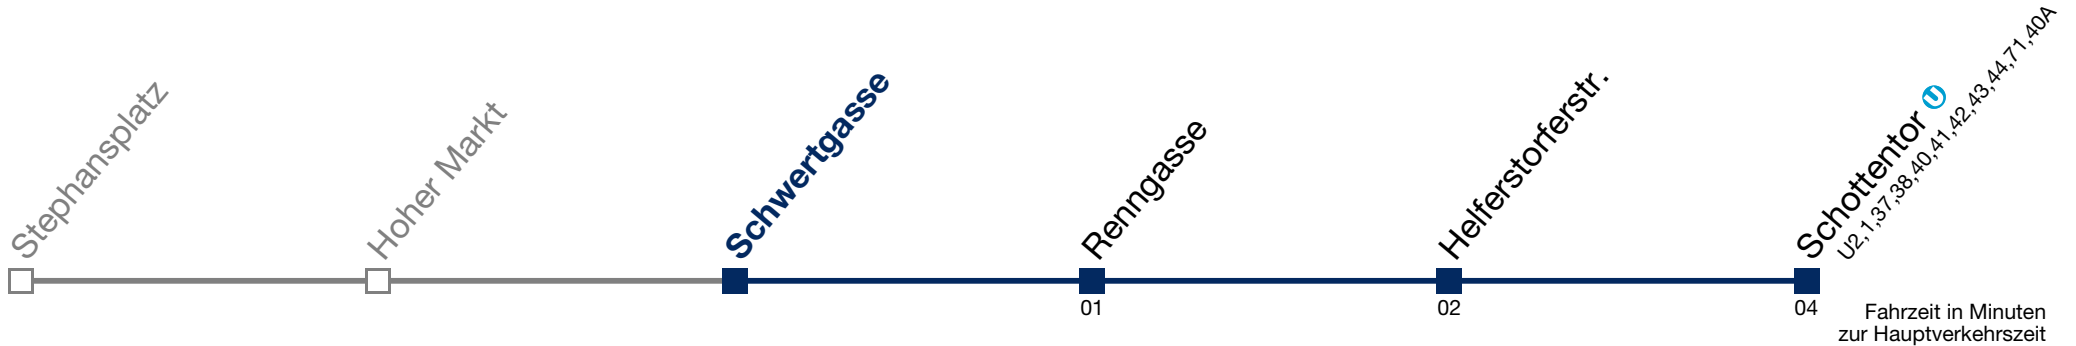 Stephansplatz
Hoher Markt
Schwertgasse
Renngasse
Helferstorferstr.
Schottentor U
U2,1,37,38,40,41,42,43,44,71,40A
01
02
04
Fahrzeit in Minuten
zur Hauptverkehrszeit